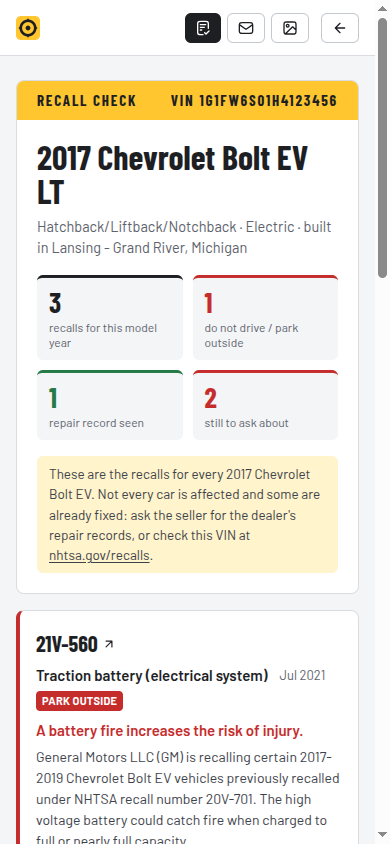 RECALL CHECK VIN 1G1FW6S01H4123456
2017 Chevrolet Bolt EV
LT
Hatchback/Liftback/Notchback · Electric · built
in Lansing - Grand River, Michigan
3
recalls for this model
year
1
do not drive / park
outside
1
repair record seen
2
still to ask about
These are the recalls for every 2017 Chevrolet
Bolt EV. Not every car is affected and some are
already fixed: ask the seller for the dealer's
repair records, or check this VIN at
nhtsa.gov/recalls.
21V-560 ↗
Traction battery (electrical system) Jul 2021
PARK OUTSIDE
A battery fire increases the risk of injury.
General Motors LLC (GM) is recalling certain 2017-
2019 Chevrolet Bolt EV vehicles previously recalled
under NHTSA recall number 20V-701. The high
voltage battery could catch fire when charged to
full or nearly full capacity.